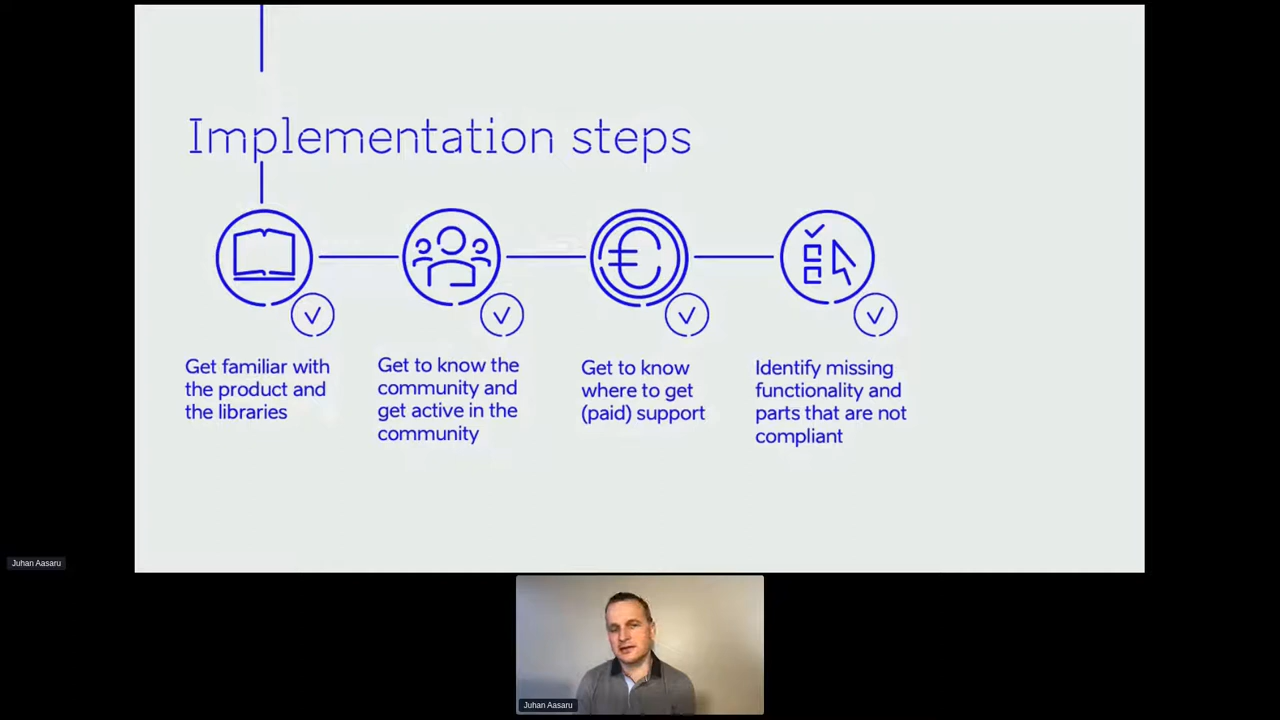 Implementation steps
Get familiar with
the product and
the libraries
Get to know the
community and
get active in the
community
Get to know
where to get
(paid) support
Identify missing
functionality and
parts that are not
compliant
Juhan Aasaru
Juhan Aasaru